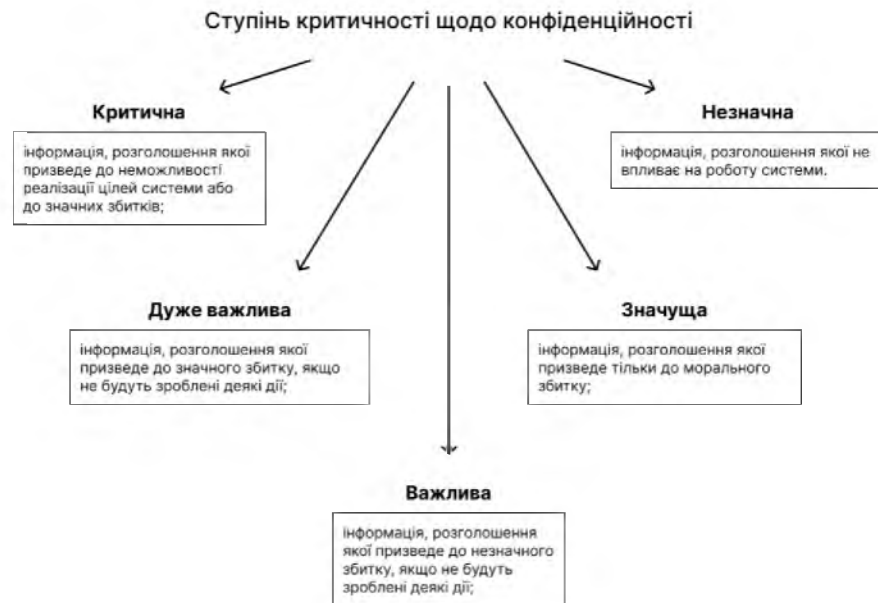 Ступінь критичності щодо конфіденційності
Критична
інформація, розголошення якої
призведе до неможливості
реалізації цілей системи або
до значних збитків;
Незначна
інформація, розголошення якої не
впливає на роботу системи.
Дуже важлива
інформація, розголошення якої
призведе до значного збитку, якщо
не будуть зроблені деякі дії;
Значуща
інформація, розголошення якої
призведе тільки до морального
збитку;
Важлива
інформація, розголошення
якої призведе до незначного
збитку, якщо не будуть
зроблені деякі дії;